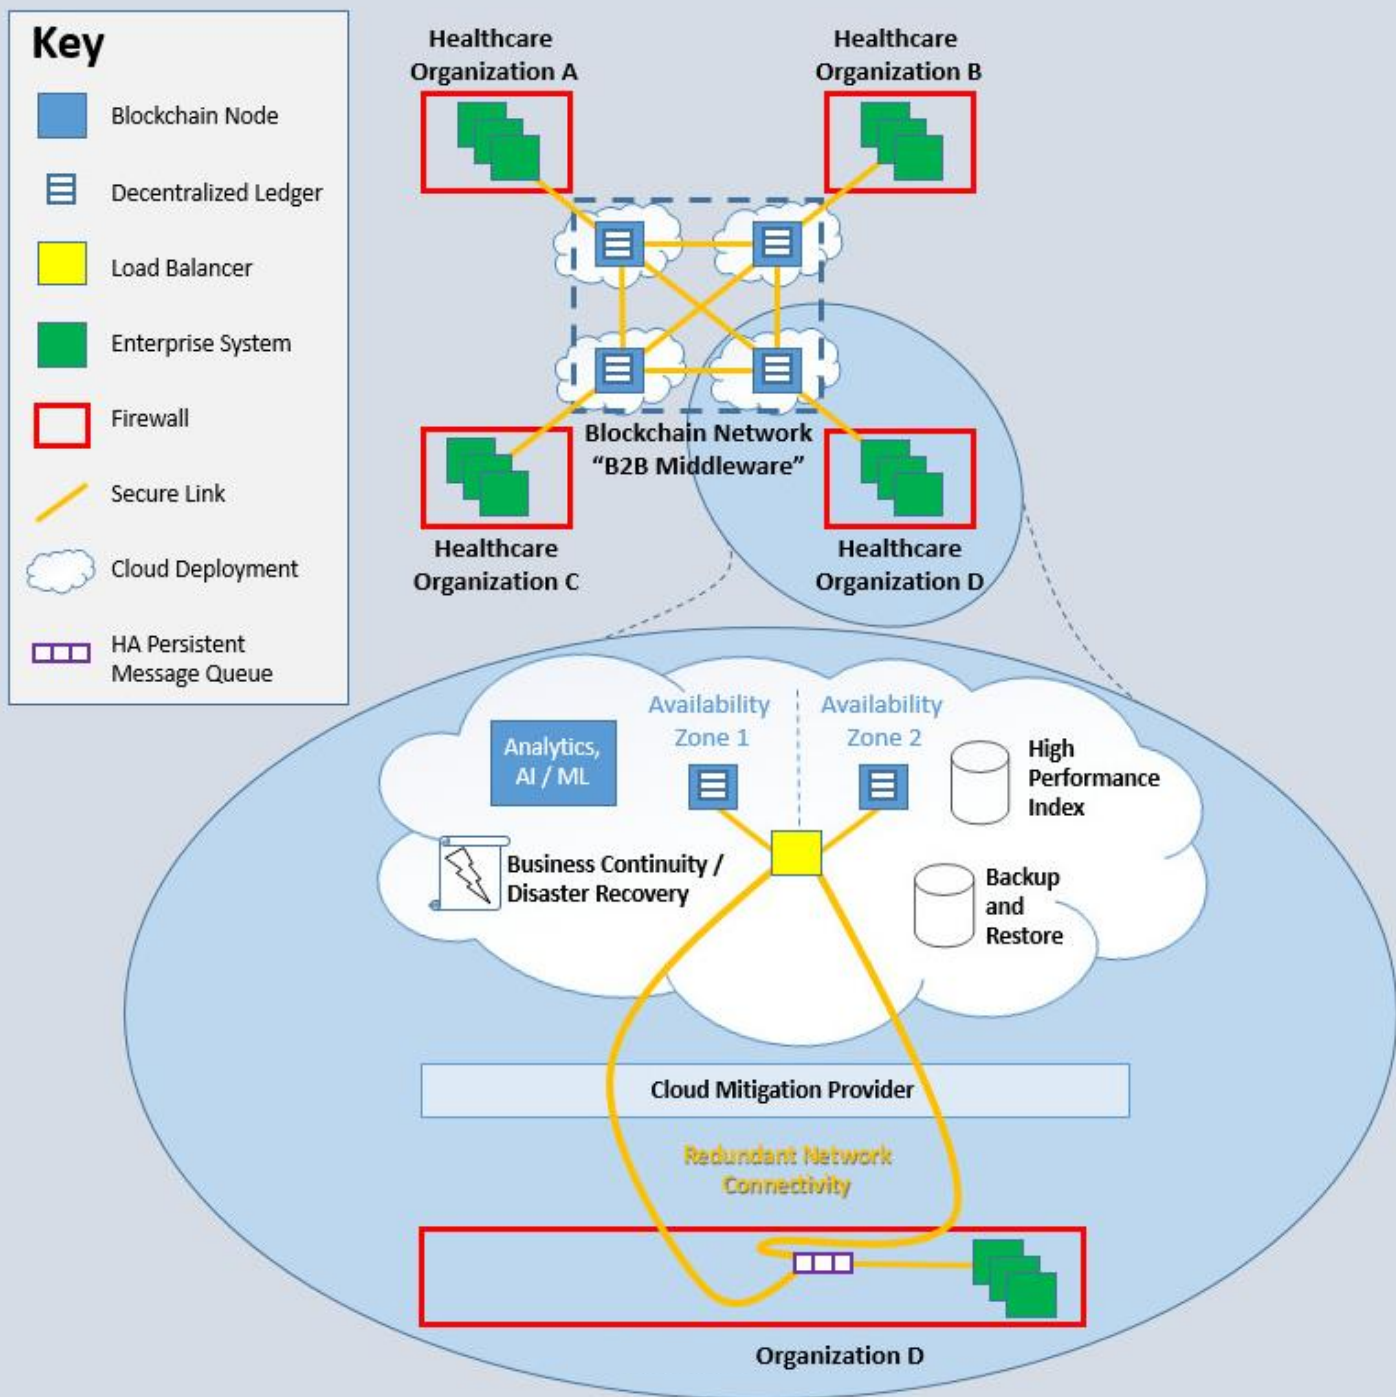 Key
Blockchain Node
Decentralized Ledger
Load Balancer
Enterprise System
Firewall
Secure Link
Cloud Deployment
HA Persistent
Message Queue
Healthcare
Organization A
Healthcare
Organization B
Blockchain Network
“B2B Middleware”
Healthcare
Organization C
Healthcare
Organization D
Analytics,
AI / ML
Availability
Zone 1
Availability
Zone 2
High
Performance
Index
Business Continuity /
Disaster Recovery
Backup
and
Restore
Cloud Mitigation Provider
Redundant Network
Connectivity
Organization D